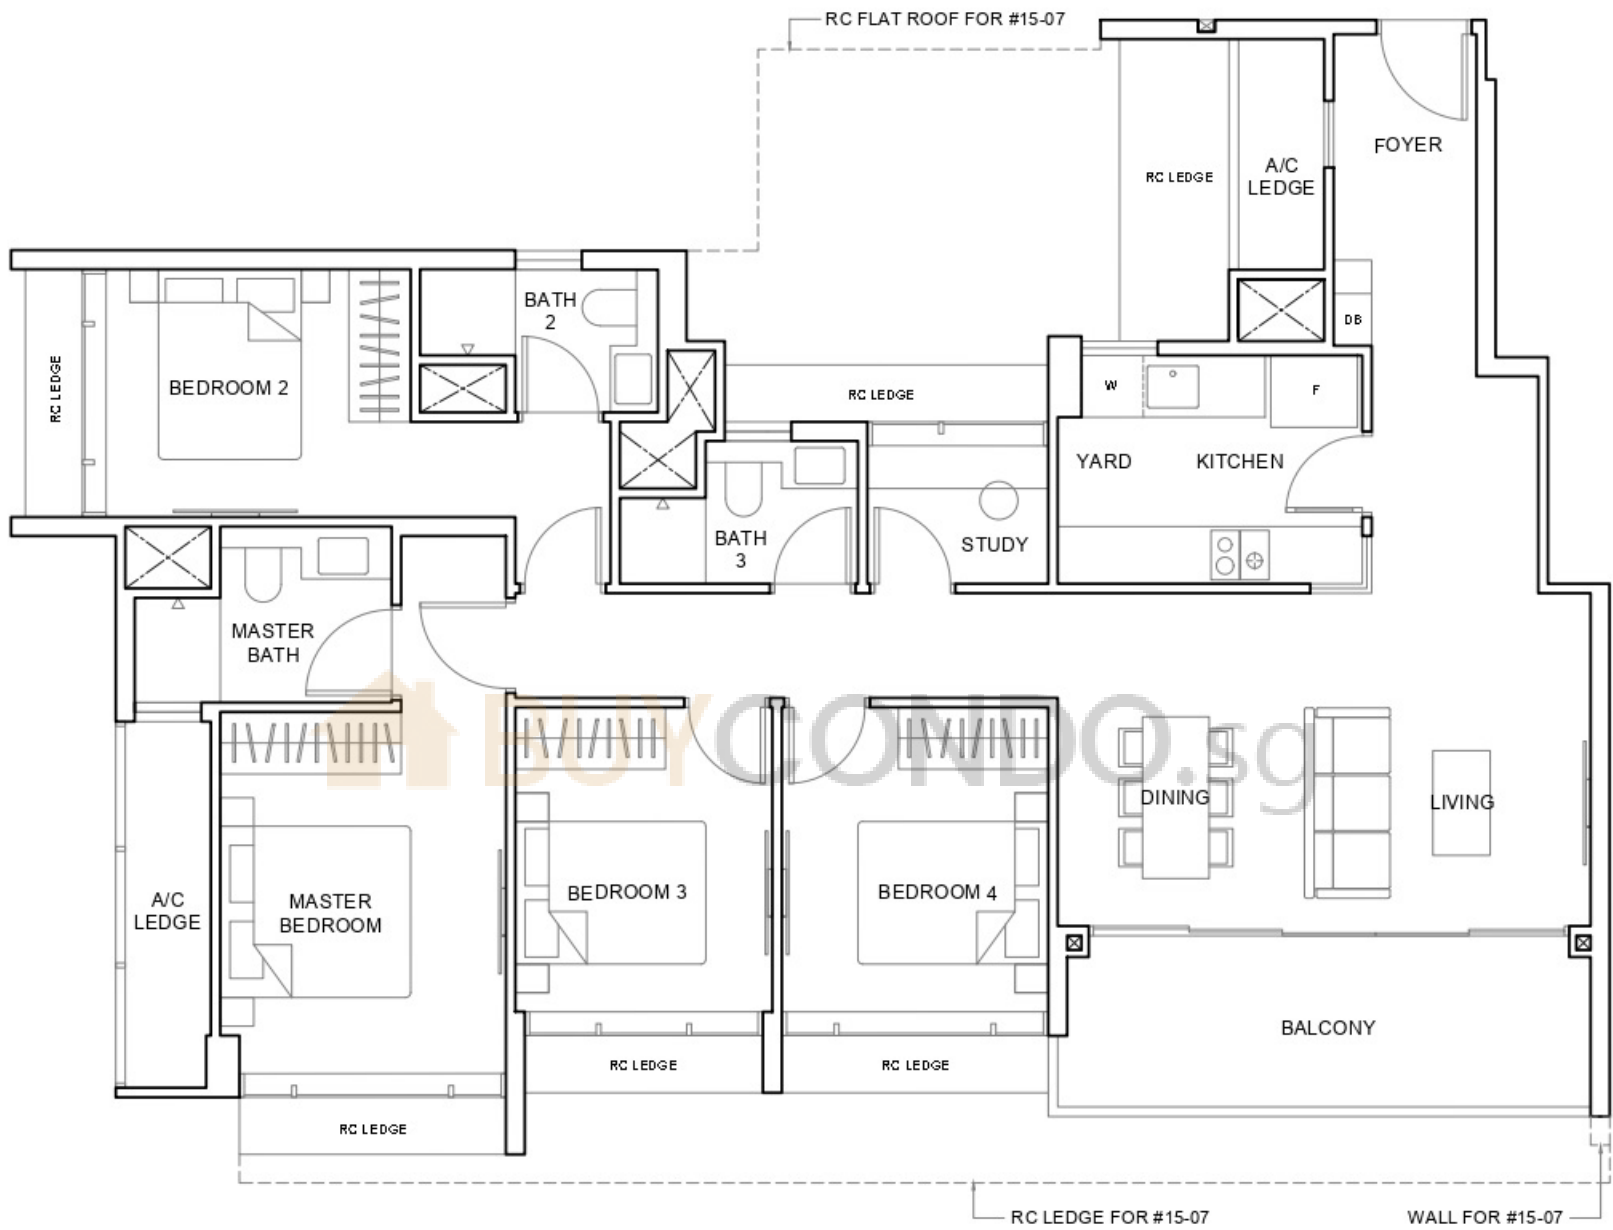 RC FLAT ROOF FOR #15-07
FOYER
RC LEDGE
A/C
LEDGE
BATH
2
DB
RC LEDGE
BEDROOM 2
W
F
RC LEDGE
YARD
KITCHEN
BATH
3
STUDY
MASTER
BATH
BUYCONDO.sg
DINING
LIVING
A/C
LEDGE
MASTER
BEDROOM
BEDROOM 3
BEDROOM 4
BALCONY
RC LEDGE
RC LEDGE
RC LEDGE
RC LEDGE FOR #15-07
WALL FOR #15-07